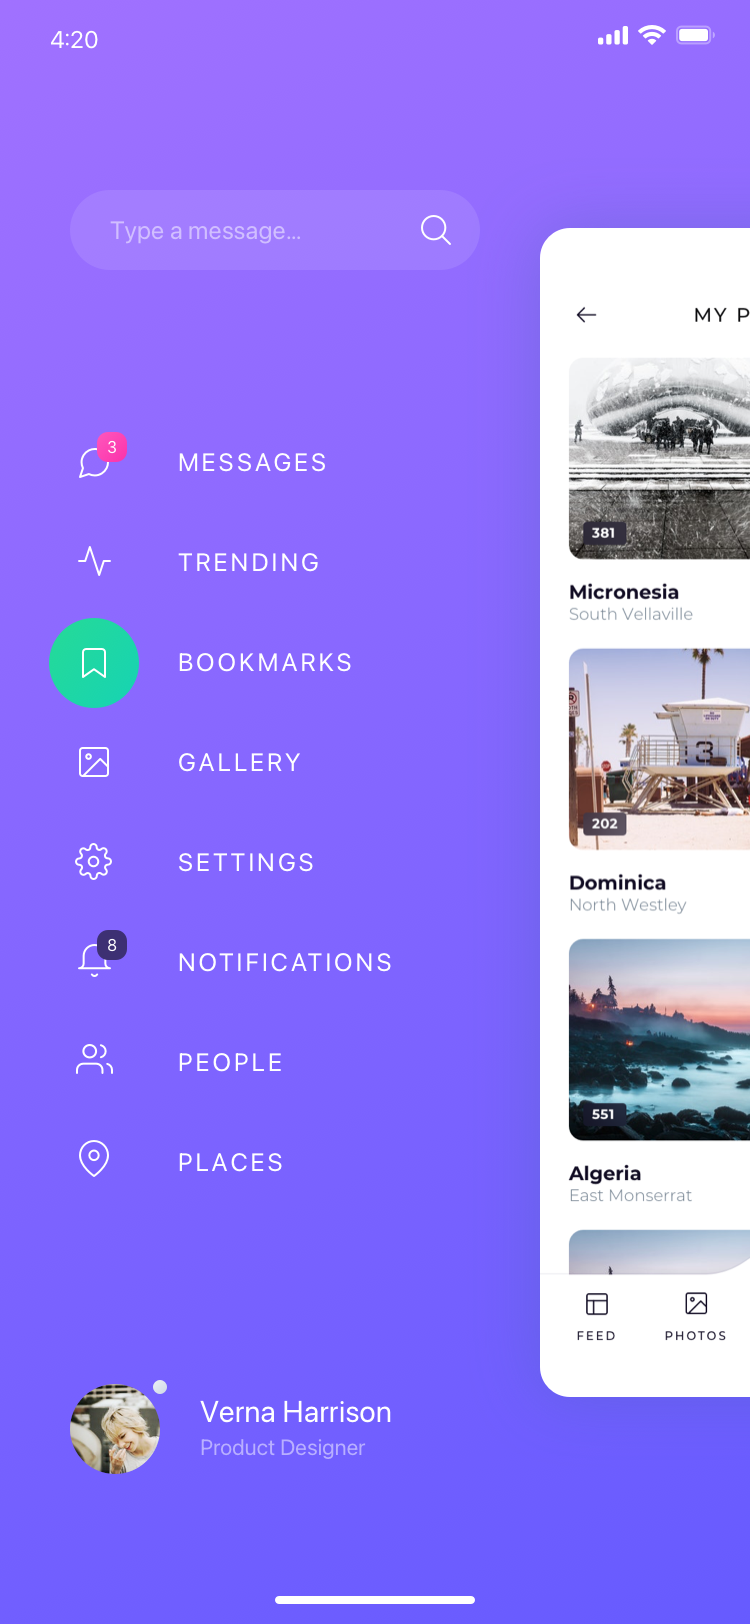 4:20
Type a message...
3
MESSAGES
TRENDING
BOOKMARKS
GALLERY
SETTINGS
8
NOTIFICATIONS
PEOPLE
PLACES
Verna Harrison
Product Designer
MY P
381
Micronesia
South Vellaville
3
202
Dominica
North Westley
551
Algeria
East Monserrat
FEED
PHOTOS